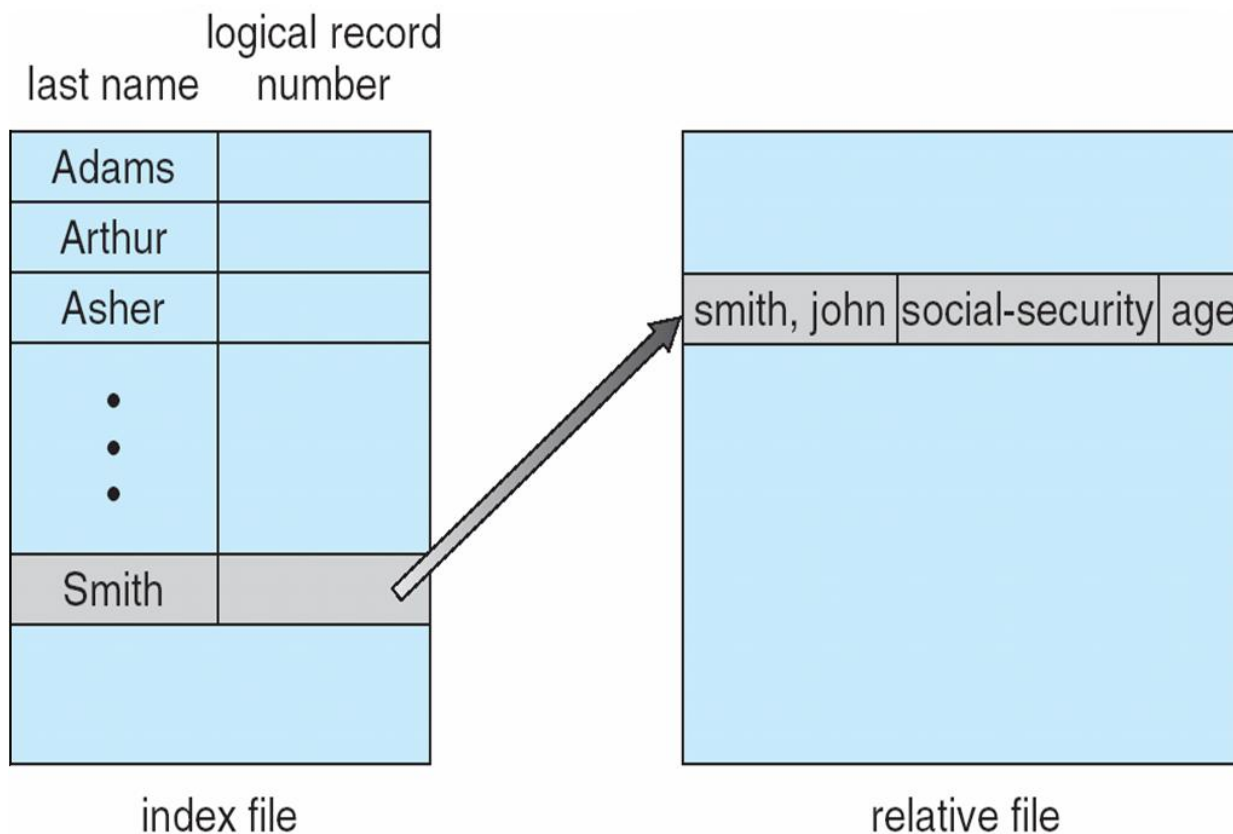 logical record
last name number
Adams
Arthur
Asher
Smith
smith, john social-security age
index file
relative file